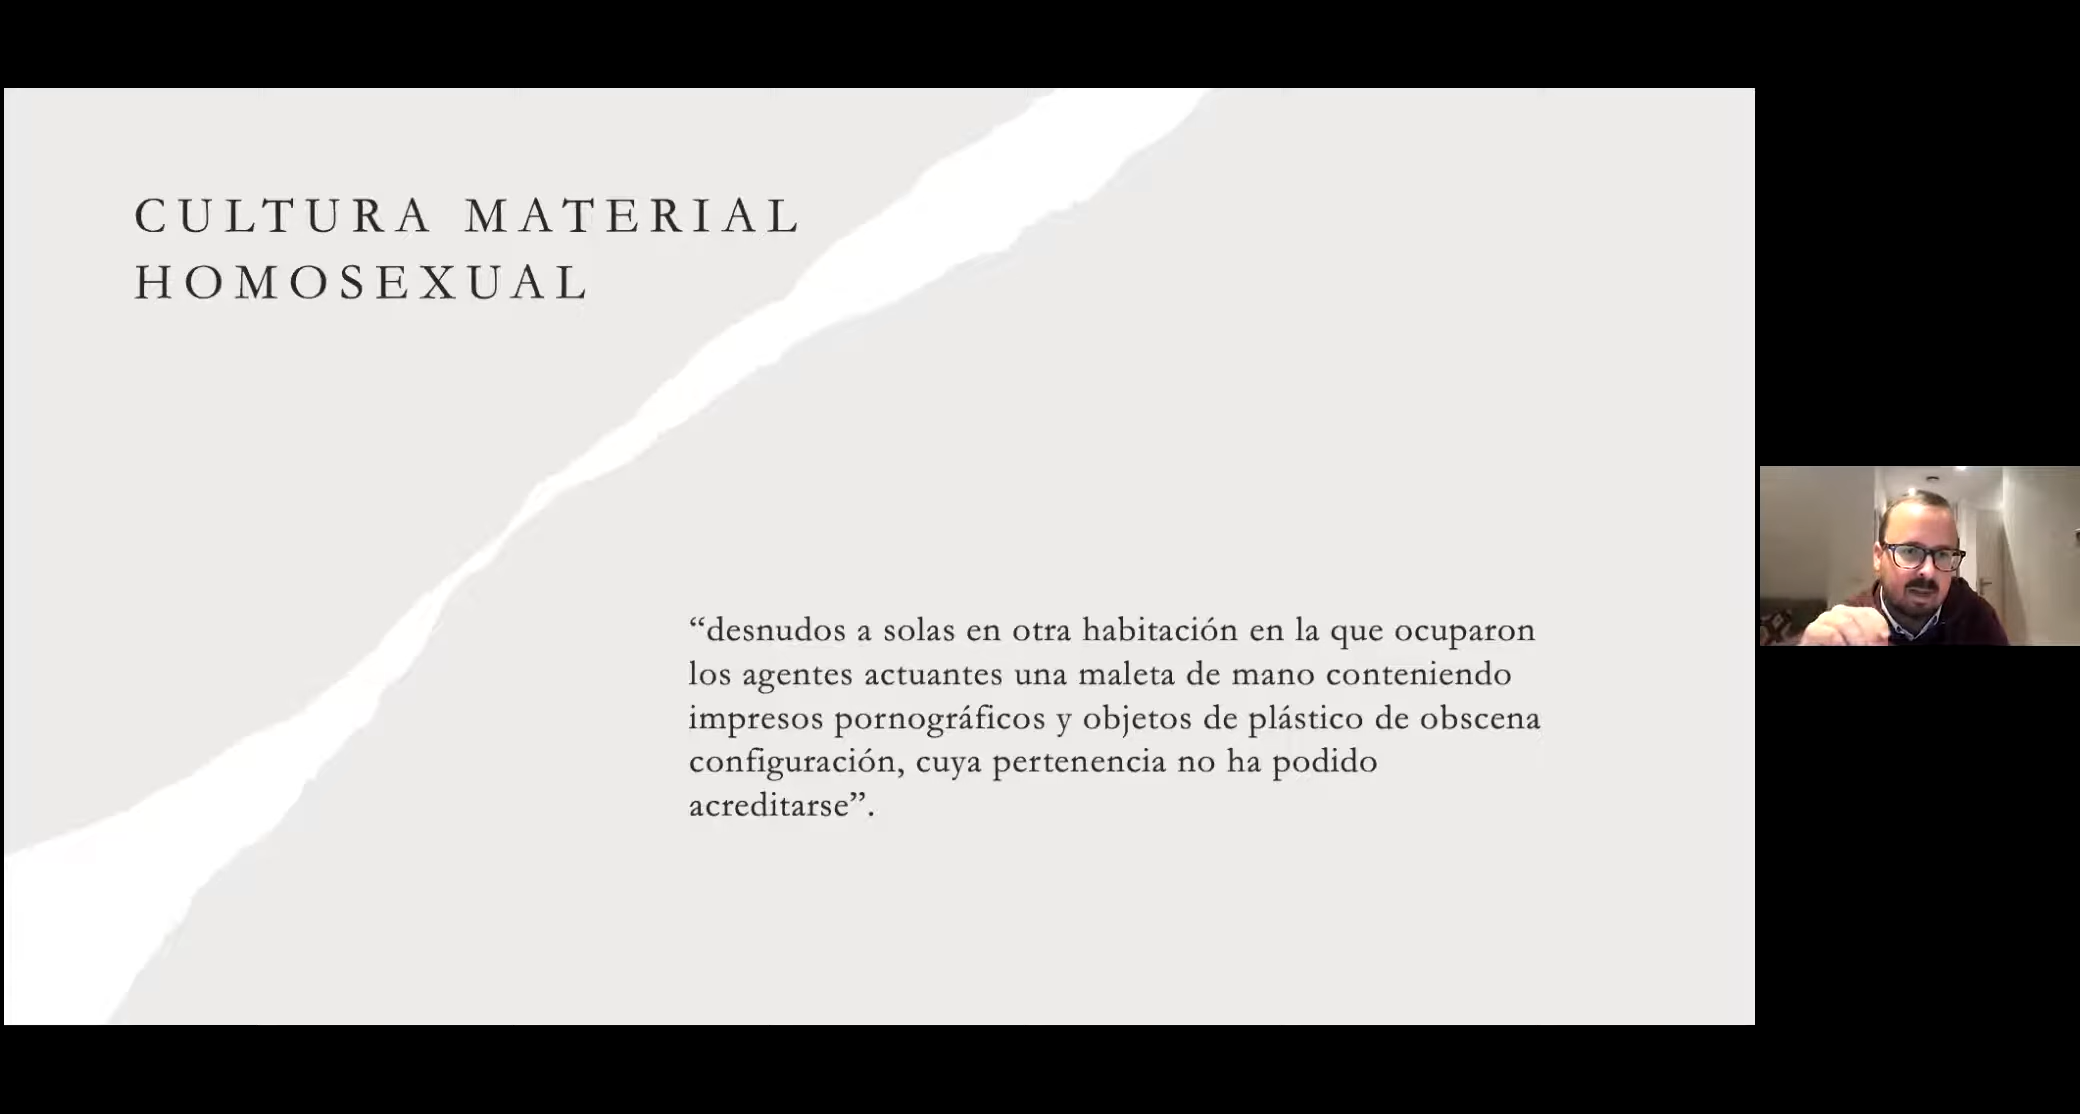 CULTURA MATERIAL
HOMOSEXUAL
“desnudos a solas en otra habitación en la que ocuparon
los agentes actuantes una maleta de mano conteniendo
impresos pornográficos y objetos de plástico de obscena
configuración, cuya pertenencia no ha podido
acreditarse”.